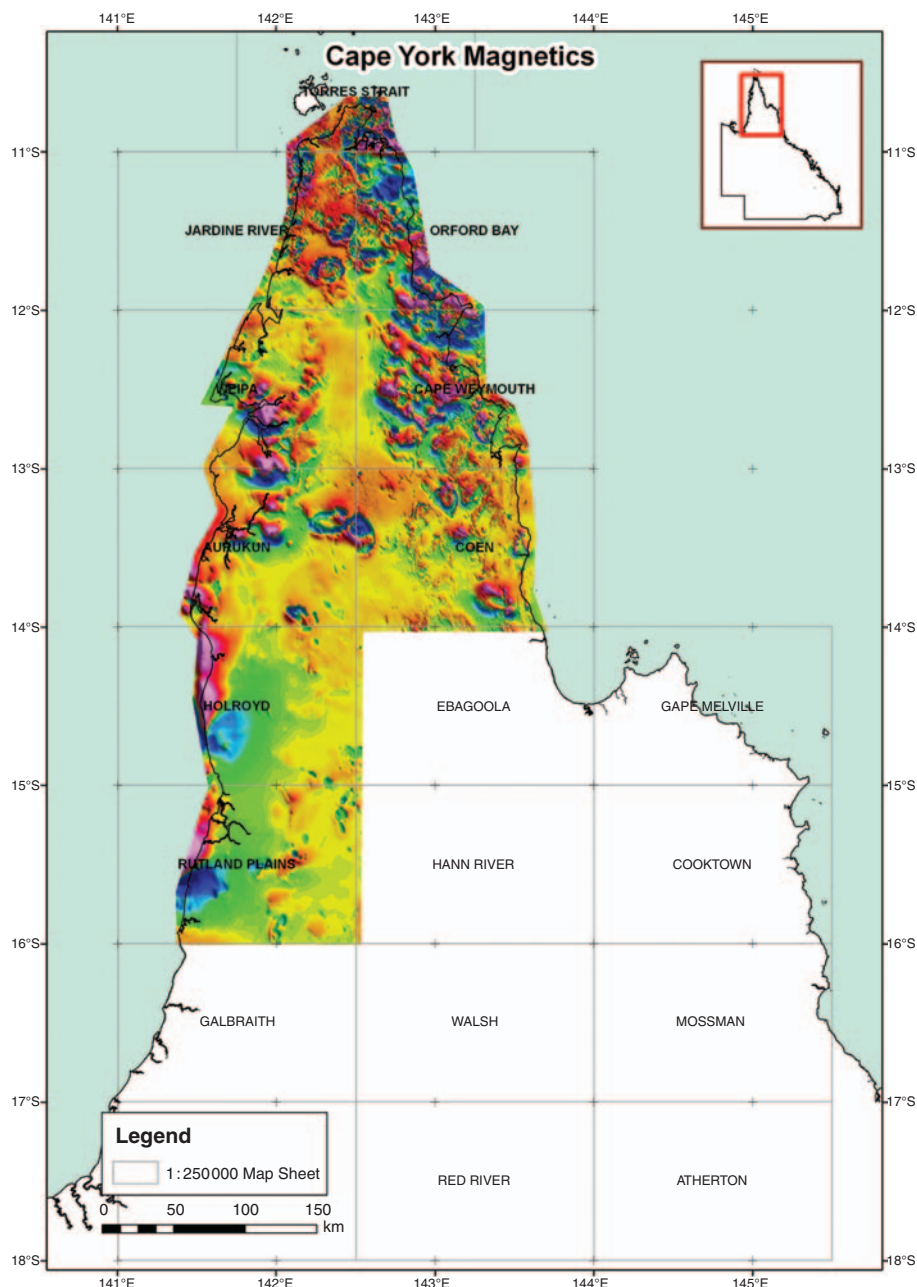 141°E 142°E 143°E 144°E 145°E
Cape York Magnetics
TORRES STRAIT
11°S 11°S
JARDINE RIVER ORFORD BAY
12°S 12°S
WEIPA CAPE WEYMOUTH
13°S 13°S
AURUKUN COEN
14°S 14°S
HOLROYD EBAGOOLA GAPE MELVILLE
15°S 15°S
RUTLAND PLAINS HANN RIVER COOKTOWN
16°S 16°S
GALBRAITH WALSH MOSSMAN
17°S 17°S
Legend
1:250000 Map Sheet
RED RIVER ATHERTON
0 50 100 150
km
18°S 18°S
141°E 142°E 143°E 144°E 145°E